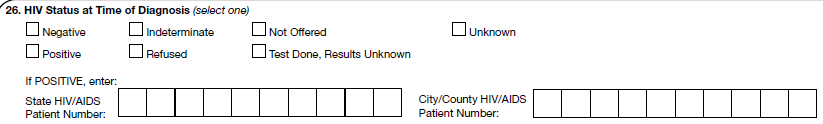 26. HIV Status at Time of Diagnosis (select one)
Negative Indeterminate Not Offered Unknown
Positive Refused Test Done, Results Unknown
If POSITIVE, enter:
State HIV/AIDS City/County HIV/AIDS
Patient Number: Patient Number: